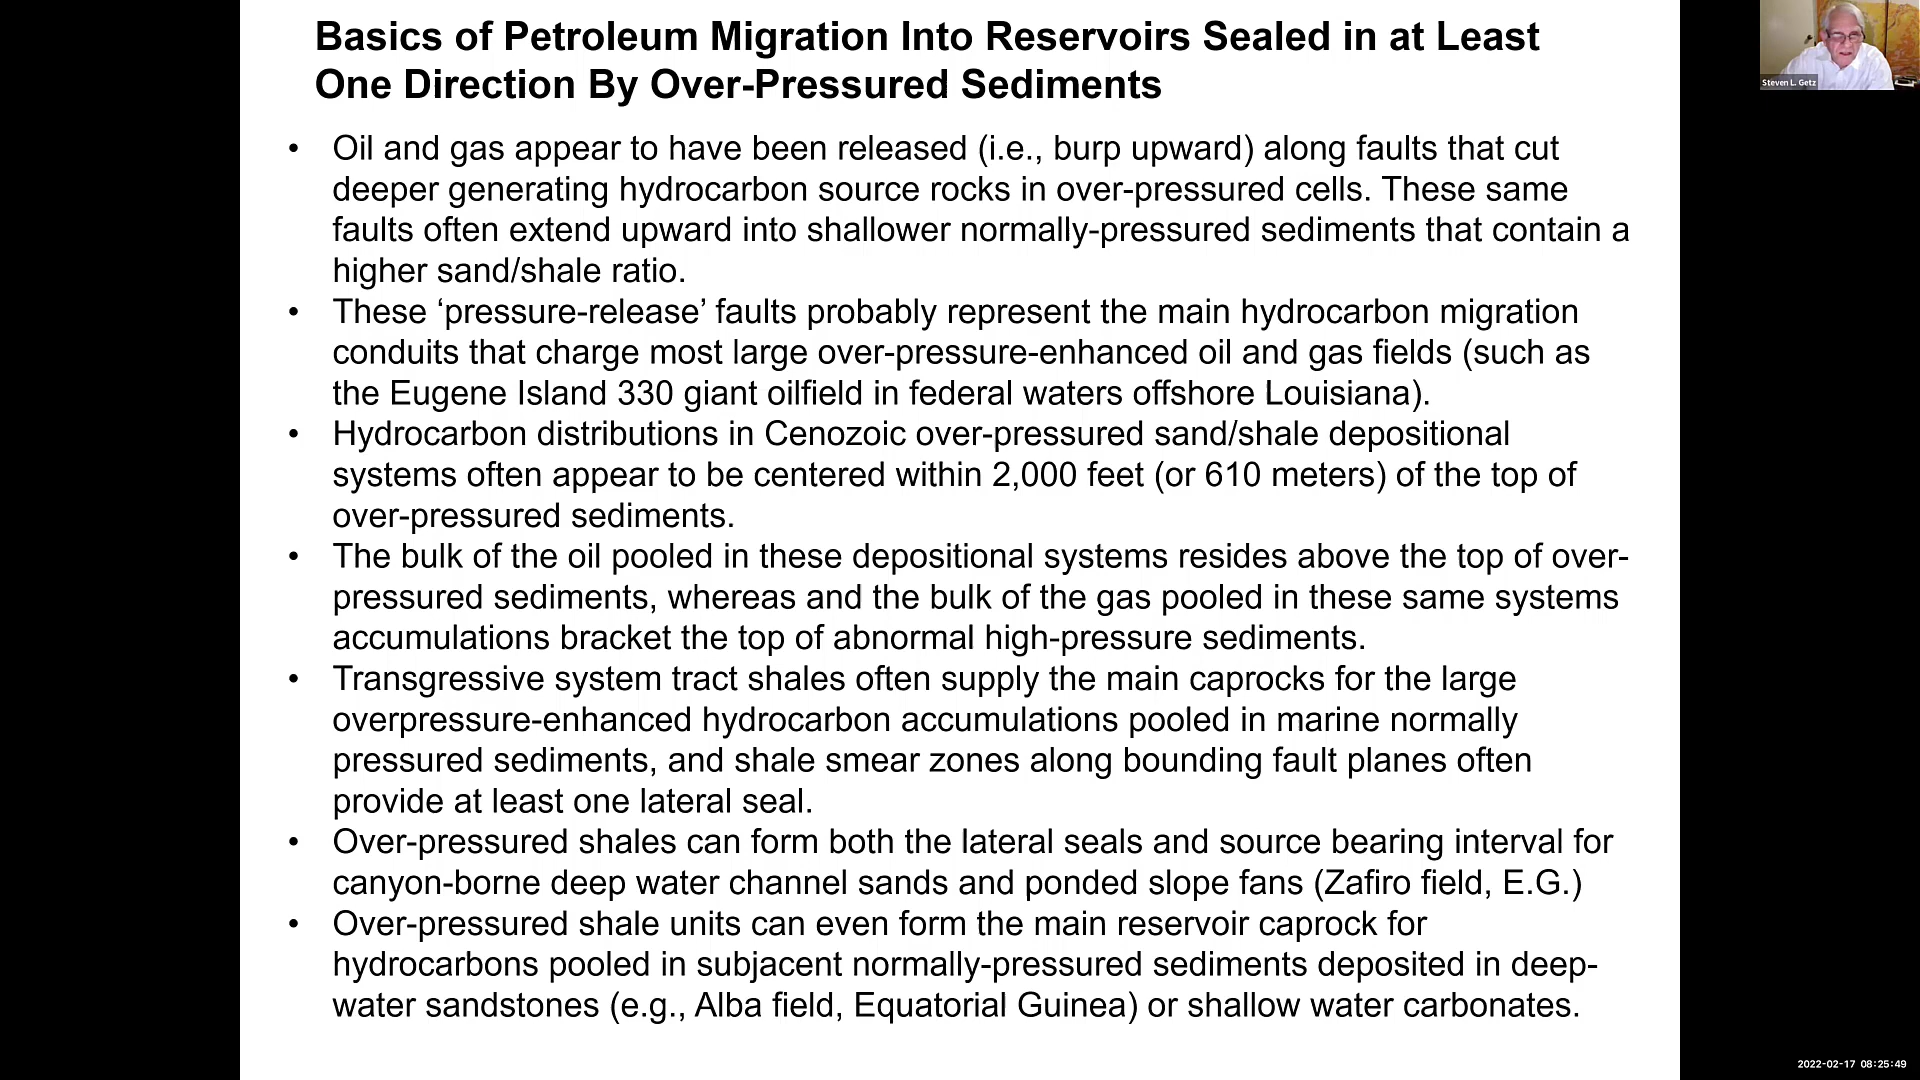 Basics of Petroleum Migration Into Reservoirs Sealed in at Least
One Direction By Over-Pressured Sediments
Steven L. Getz
• Oil and gas appear to have been released (i.e., burp upward) along faults that cut
deeper generating hydrocarbon source rocks in over-pressured cells. These same
faults often extend upward into shallower normally-pressured sediments that contain a
higher sand/shale ratio.
• These ‘pressure-release’ faults probably represent the main hydrocarbon migration
conduits that charge most large over-pressure-enhanced oil and gas fields (such as
the Eugene Island 330 giant oilfield in federal waters offshore Louisiana).
• Hydrocarbon distributions in Cenozoic over-pressured sand/shale depositional
systems often appear to be centered within 2,000 feet (or 610 meters) of the top of
over-pressured sediments.
• The bulk of the oil pooled in these depositional systems resides above the top of over-
pressured sediments, whereas and the bulk of the gas pooled in these same systems
accumulations bracket the top of abnormal high-pressure sediments.
• Transgressive system tract shales often supply the main caprocks for the large
overpressure-enhanced hydrocarbon accumulations pooled in marine normally
pressured sediments, and shale smear zones along bounding fault planes often
provide at least one lateral seal.
• Over-pressured shales can form both the lateral seals and source bearing interval for
canyon-borne deep water channel sands and ponded slope fans (Zafiro field, E.G.)
• Over-pressured shale units can even form the main reservoir caprock for
hydrocarbons pooled in subjacent normally-pressured sediments deposited in deep-
water sandstones (e.g., Alba field, Equatorial Guinea) or shallow water carbonates.
2022-02-17 08:25:49